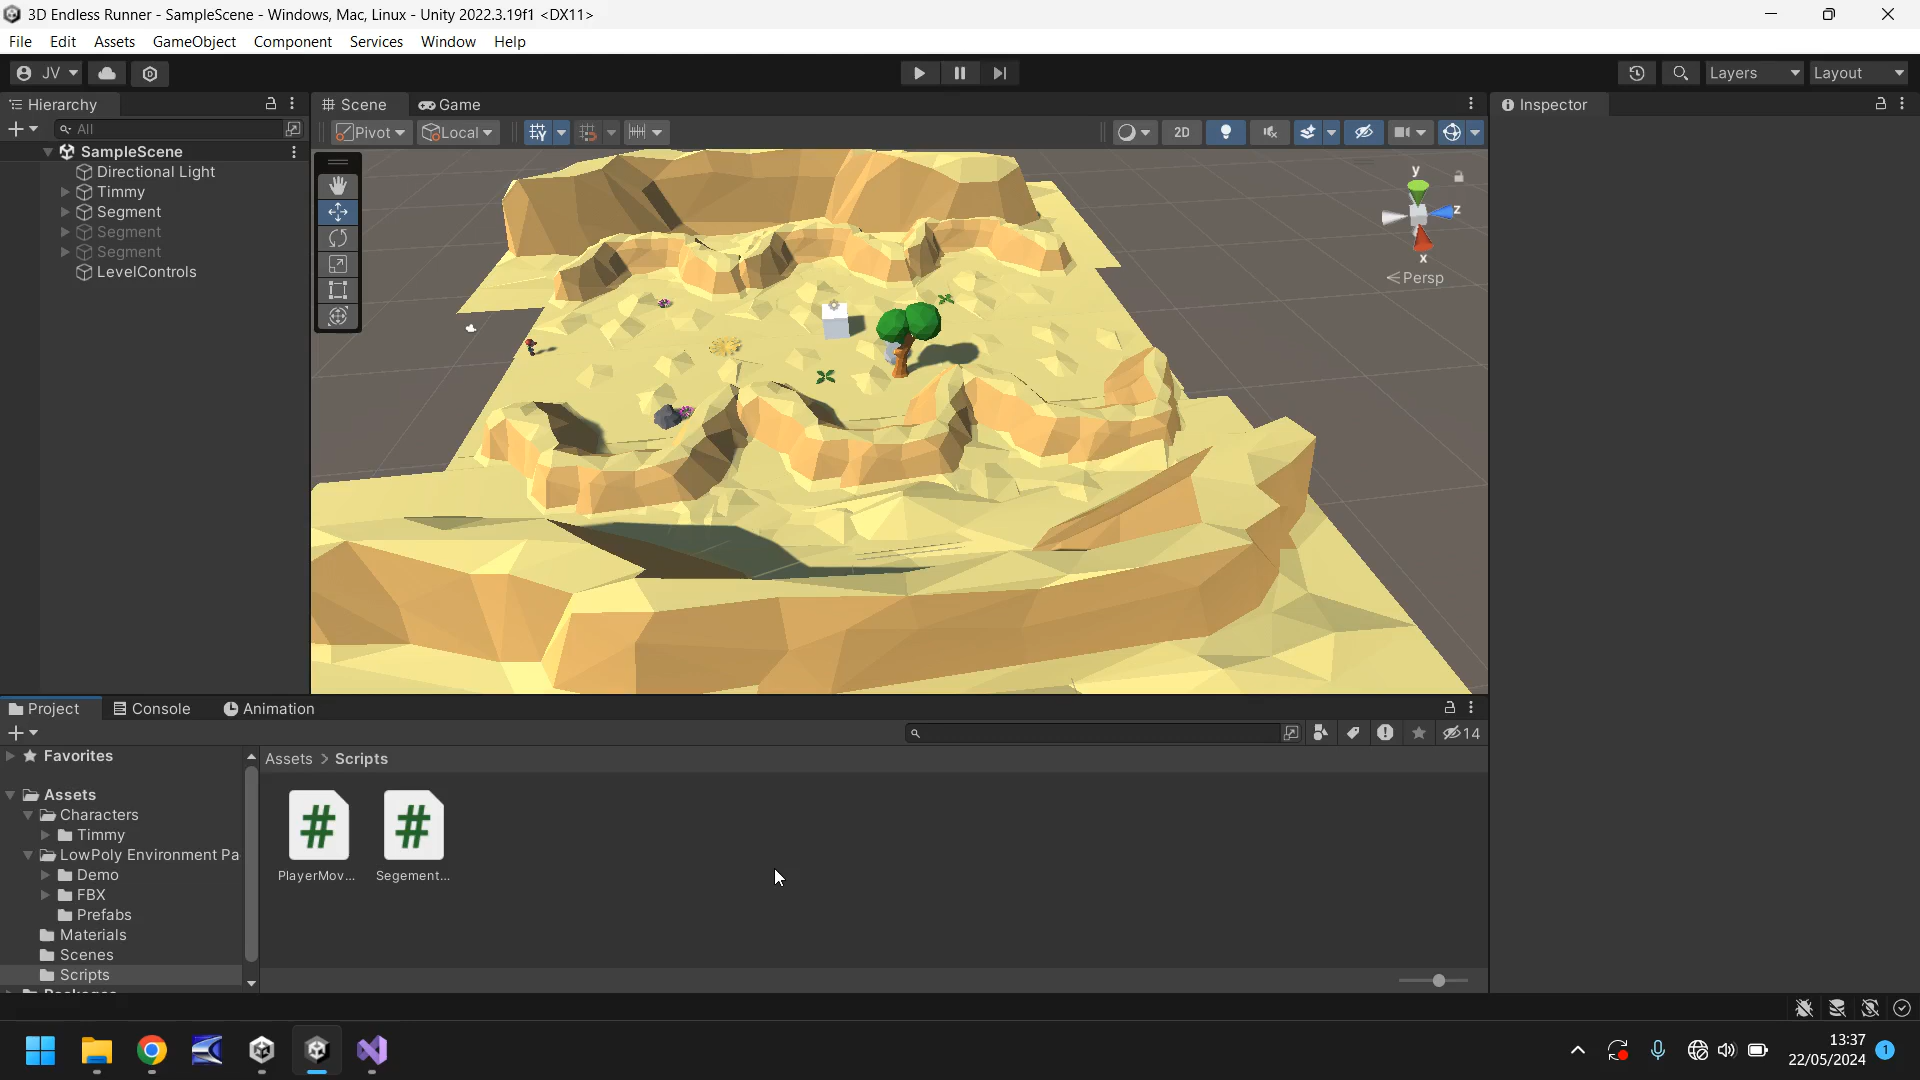 3D Endless Runner - SampleScene - Windows, Mac, Linux - Unity 2022.3.19f1 <DX11>
File Edit Assets GameObject Component Services Window Help
JV Layers Layout
Hierarchy Scene Game Inspector
All Pivot Local 2D
SampleScene
Directional Light
Timmy
Segment
Segment
Segment
LevelControls
y
z
x
Persp
Project Console Animation
14
Favorites
Assets > Scripts
Assets
Characters
Timmy
LowPoly Environment Pa
Demo
FBX
Prefabs
Materials
Scenes
Scripts
PlayerMov... Segement...
13:37
22/05/2024
1